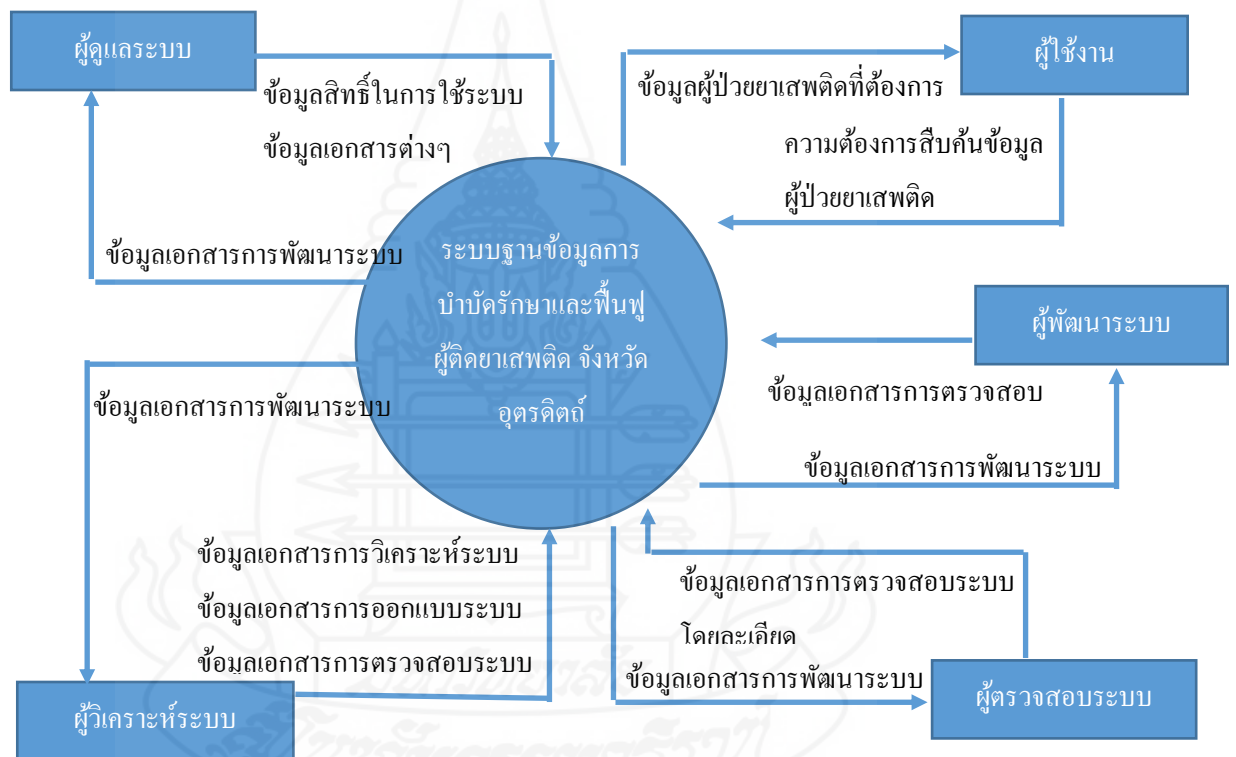 ผู้ดูแลระบบ
ข้อมูลสิทธิ์ในการใช้ระบบ
ข้อมูลเอกสารต่างๆ
ข้อมูลเอกสารการพัฒนาระบบ
ผู้ใช้งาน
ข้อมูลผู้ป่วยยาเสพติดที่ต้องการ
ความต้องการสืบค้นข้อมูล
ผู้ป่วยยาเสพติด
ระบบฐานข้อมูลการ
บำบัดรักษาและฟื้นฟู
ผู้ติดยาเสพติด จังหวัด
อุตรดิตถ์
ผู้พัฒนาระบบ
ข้อมูลเอกสารการตรวจสอบ
ข้อมูลเอกสารการพัฒนาระบบ
ข้อมูลเอกสารการพัฒนาระบบ
ข้อมูลเอกสารการวิเคราะห์ระบบ
ข้อมูลเอกสารการออกแบบระบบ
ข้อมูลเอกสารการตรวจสอบระบบ
ผู้วิเคราะห์ระบบ
ข้อมูลเอกสารการตรวจสอบระบบ
โดยละเอียด
ข้อมูลเอกสารการพัฒนาระบบ
ผู้ตรวจสอบระบบ